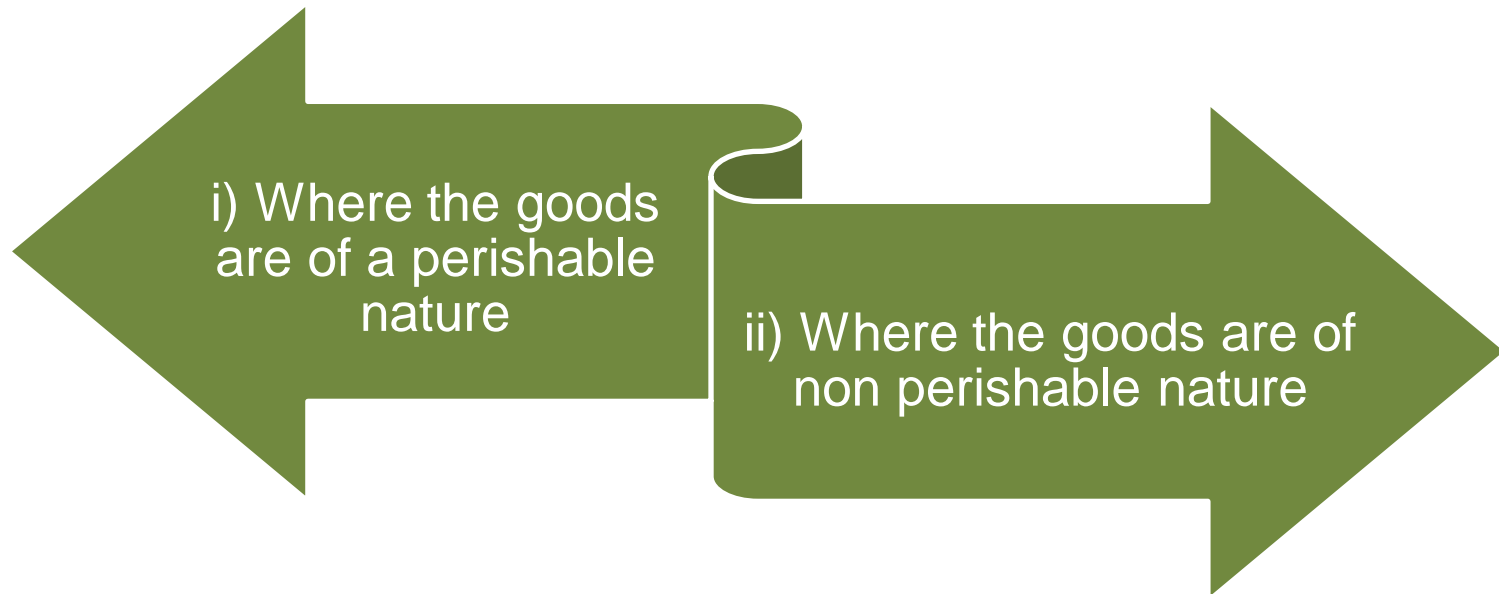 i) Where the goods
are of a perishable
nature
ii) Where the goods are of
non perishable nature